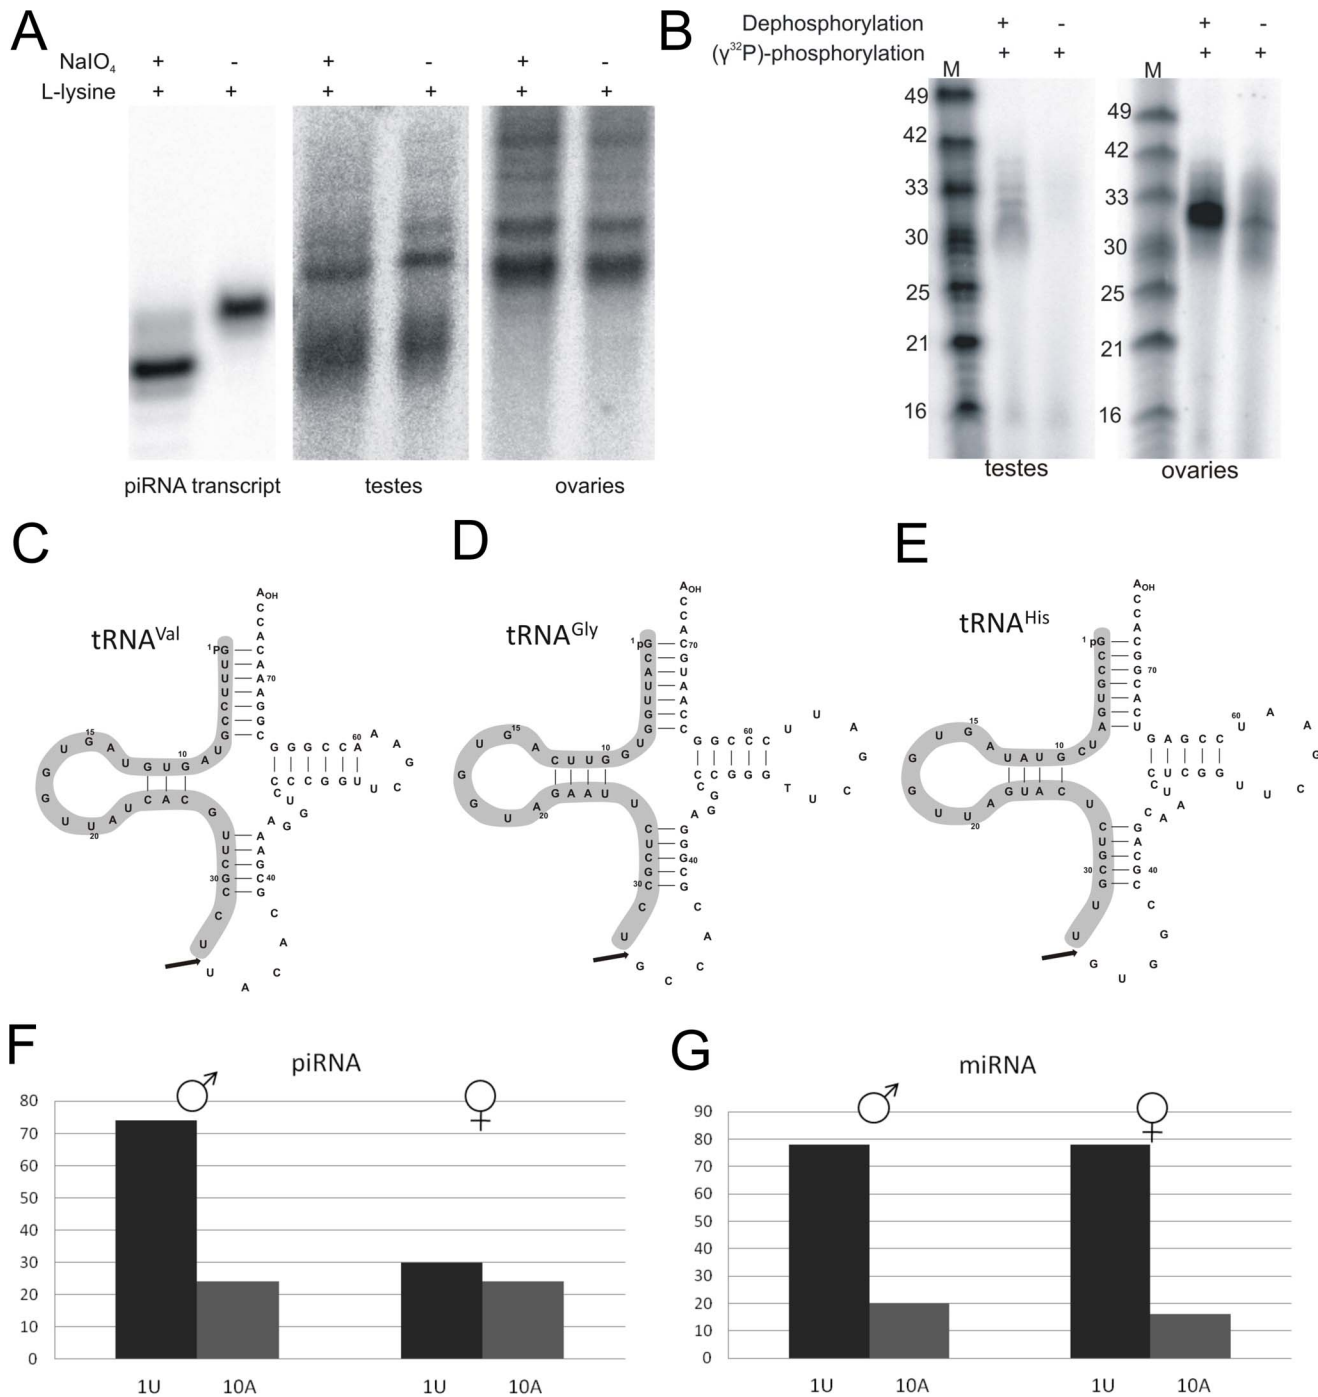 A
NaIO4 + - + - + -
L-lysine + + + + + +
piRNA transcript testes ovaries
B
Dephosphorylation + - + -
(γ32P)-phosphorylation + + + +
M M
49 49
42 42
33 33
30 30
25 25
21 21
16 16
testes ovaries
C D E
tRNAVal tRNAGly tRNAHis
F
piRNA
♂ ♀
80
70
60
50
40
30
20
10
0
1U 10A 1U 10A
G
miRNA
♂ ♀
90
80
70
60
50
40
30
20
10
0
1U 10A 1U 10A